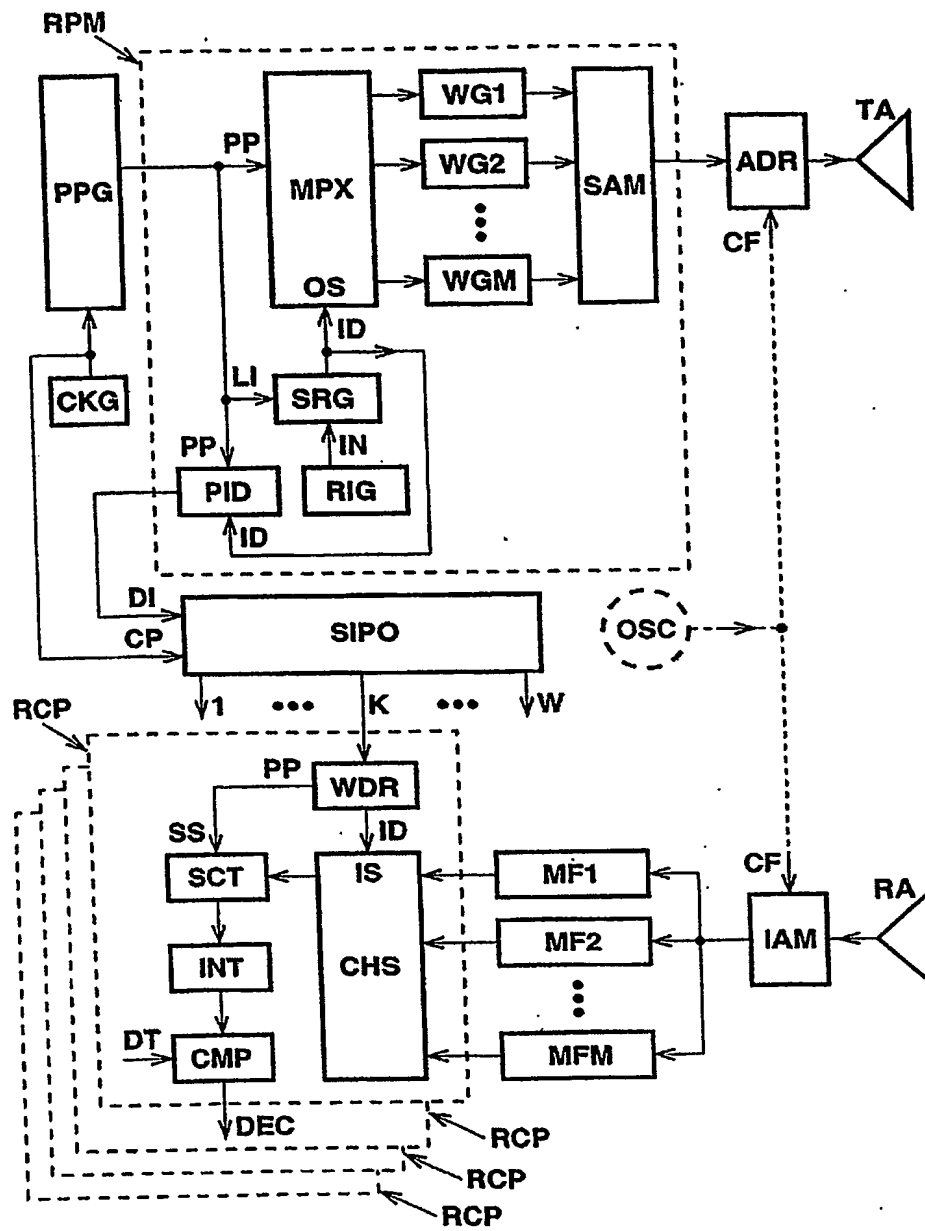 RPM
PPG
PP
MPX
OS
WG1
WG2
WGM
SAM
ADR
TA
CF
ID
CKG
LI
SRG
IN
PP
PID
RIG
ID
DI
CP
SIPO
OSC
1
K
W
RCP
PP
WDR
SS
ID
SCT
IS
CHS
MF1
MF2
MFM
CF
IAM
RA
INT
DT
CMP
DEC
RCP
RCP
RCP